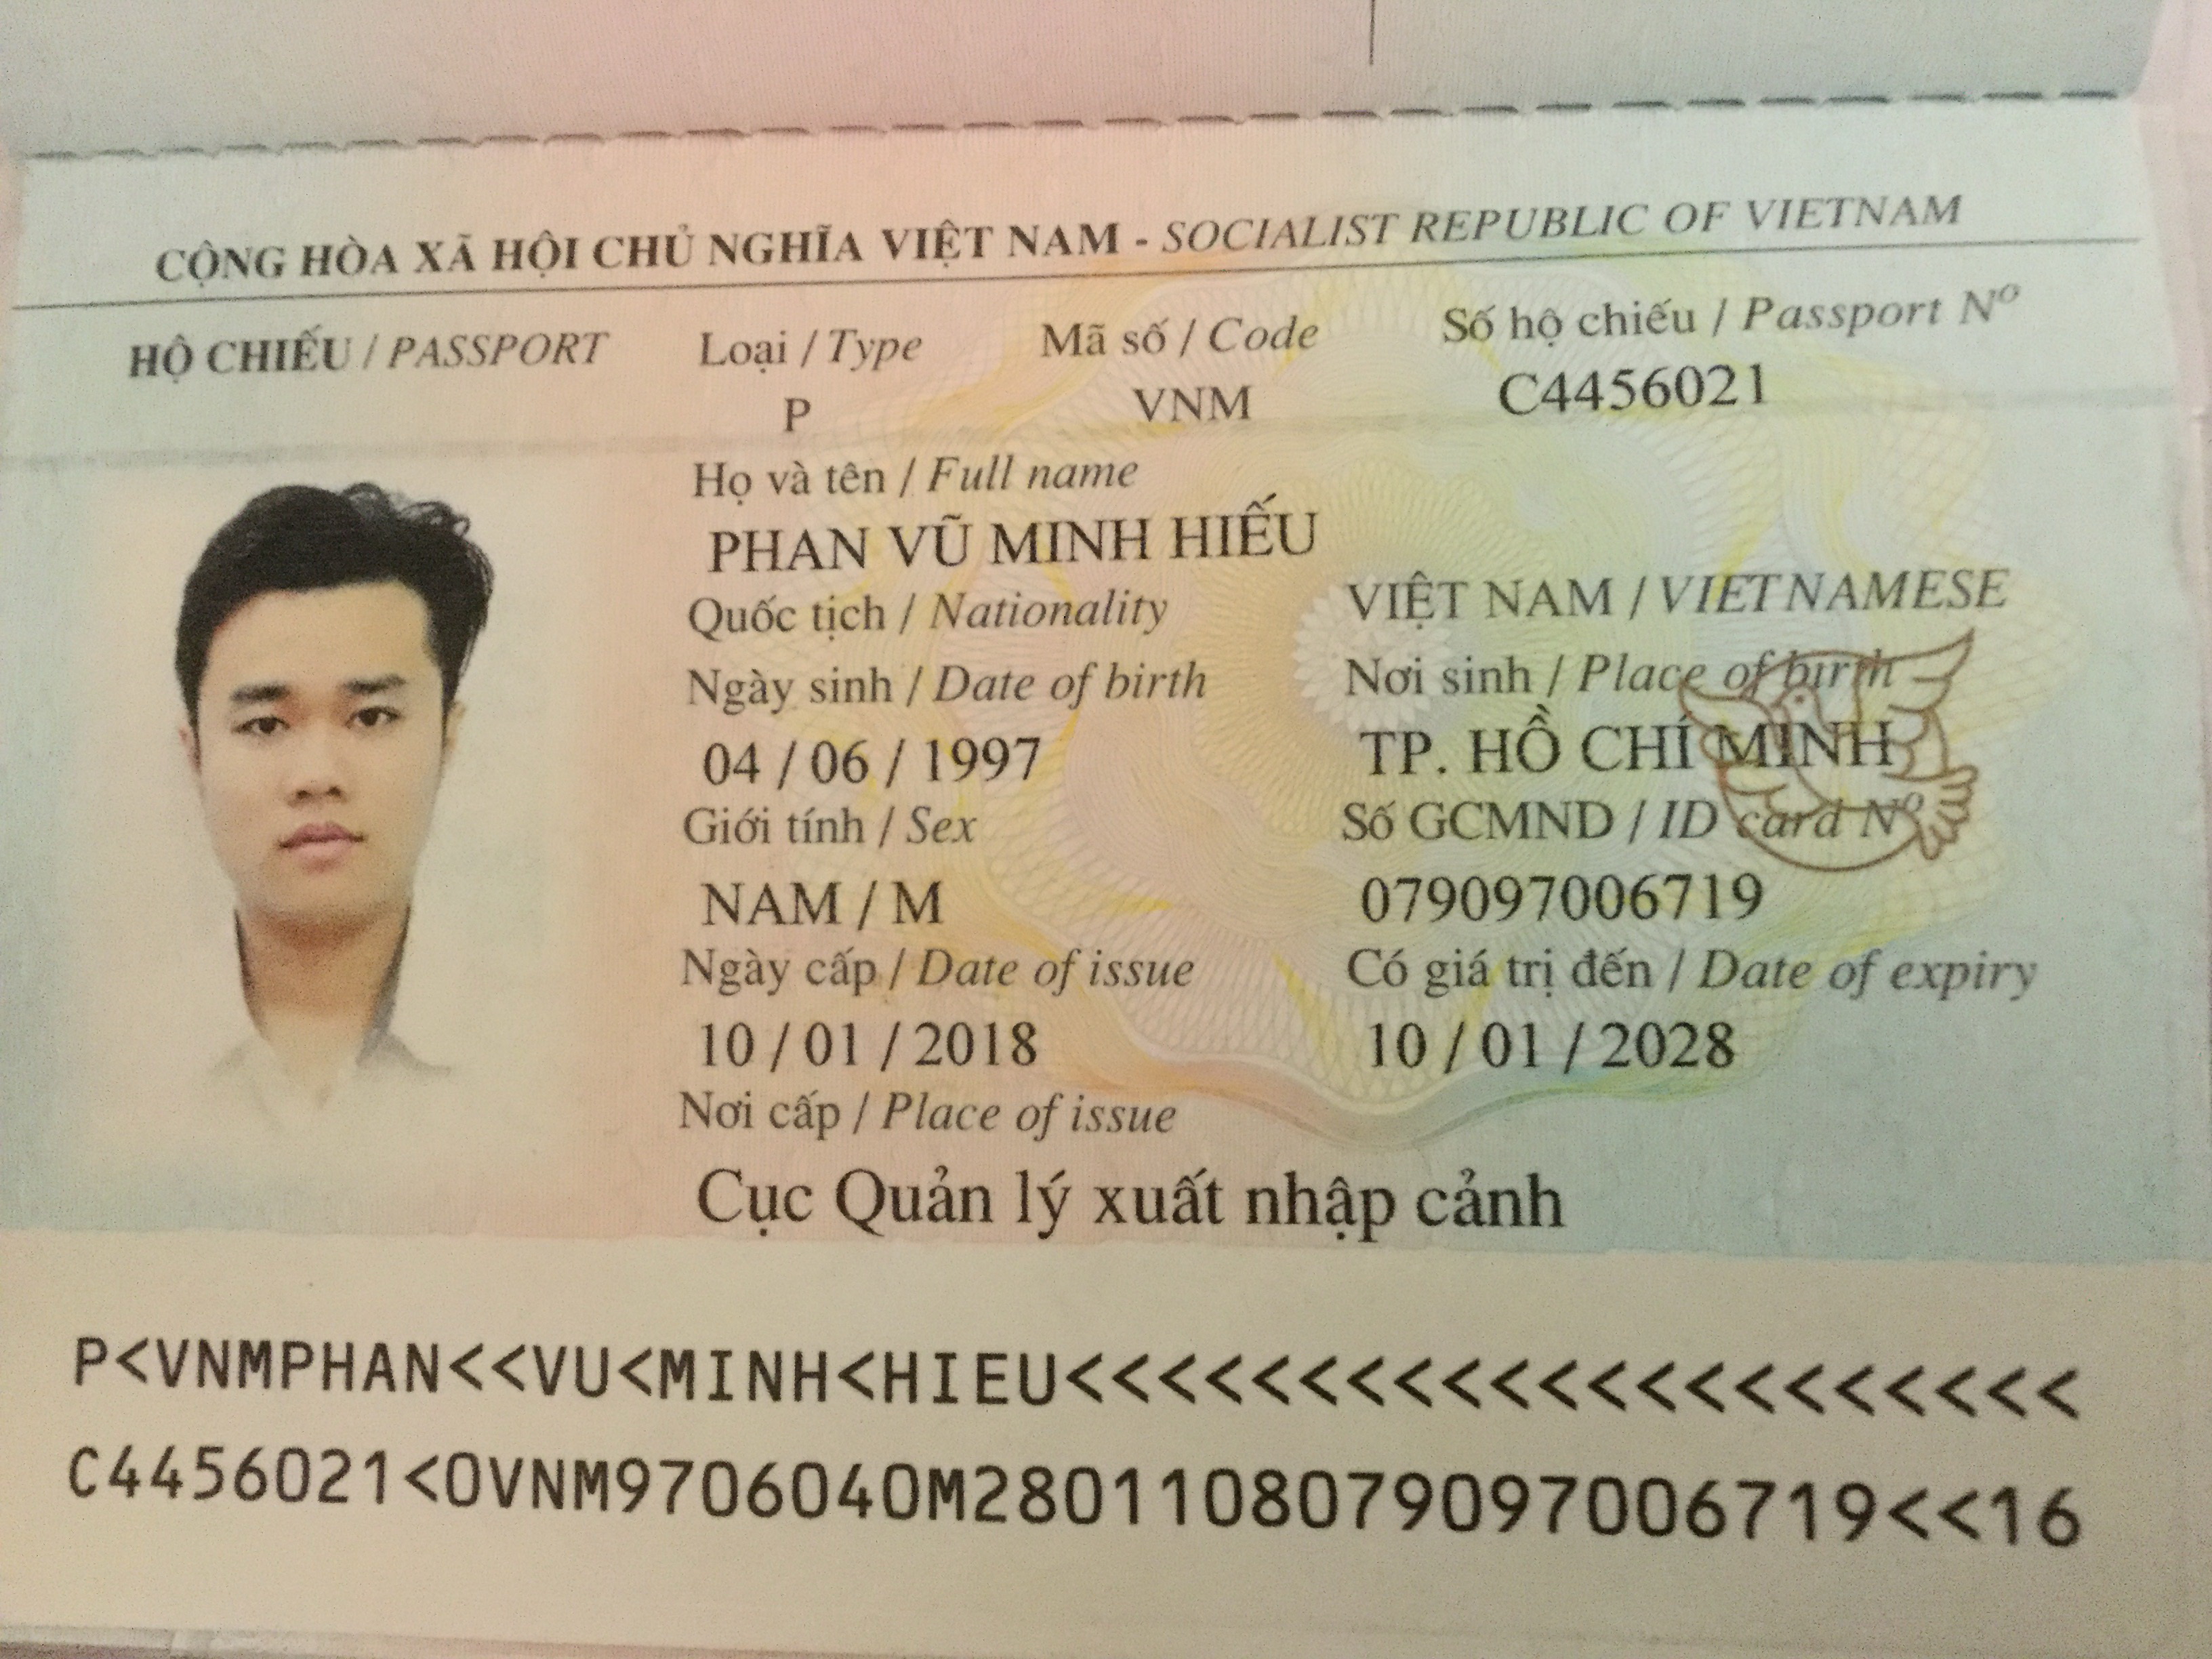 CỘNG HÒA XÃ HỘI CHỦ NGHĨA VIỆT NAM - SOCIALIST REPUBLIC OF VIETNAM
HỘ CHIẾU / PASSPORT Loại / Type Mã số / Code Số hộ chiếu / Passport Nº
P VNM C4456021
Họ và tên / Full name
PHAN VŨ MINH HIẾU
Quốc tịch / Nationality VIỆT NAM / VIETNAMESE
Ngày sinh / Date of birth Nơi sinh / Place of birth
04 / 06 / 1997 TP. HỒ CHÍ MINH
Giới tính / Sex Số GCMND / ID card Nº
NAM / M 079097006719
Ngày cấp / Date of issue Có giá trị đến / Date of expiry
10 / 01 / 2018 10 / 01 / 2028
Nơi cấp / Place of issue
Cục Quản lý xuất nhập cảnh
P<VNMPHAN<<VU<MINH<HIEU<<<<<<<<<<<<<<<<<<<<<
C4456021<0VNM9706040M2801108079097006719<<16